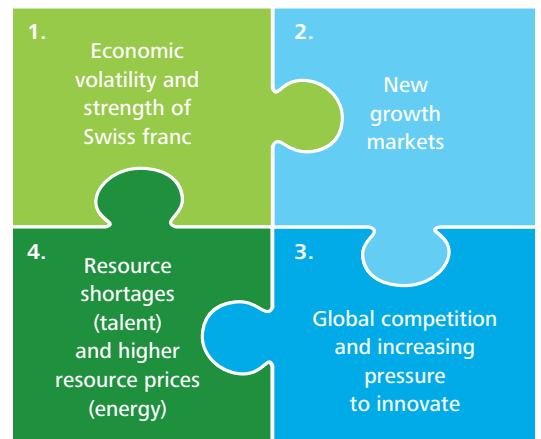 1.
Economic
volatility and
strength of
Swiss franc
2.
New
growth
markets
4.
Resource
shortages
(talent)
and higher
resource prices
(energy)
3.
Global competition
and increasing
pressure
to innovate